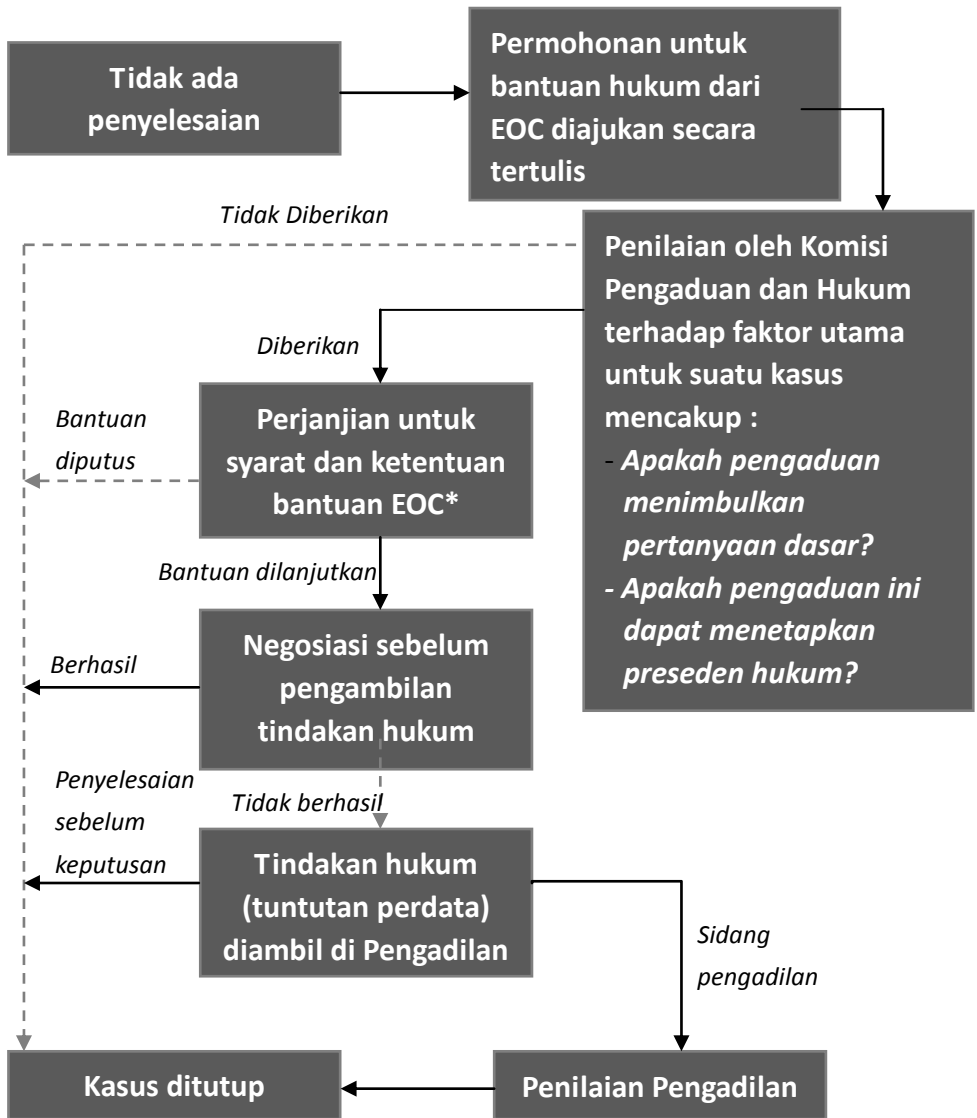 Tidak ada
penyelesaian
Permohonan untuk
bantuan hukum dari
EOC diajukan secara
tertulis
Tidak Diberikan
Penilaian oleh Komisi
Pengaduan dan Hukum
terhadap faktor utama
untuk suatu kasus
mencakup :
- Apakah pengaduan
menimbulkan
pertanyaan dasar?
- Apakah pengaduan ini
dapat menetapkan
preseden hukum?
Diberikan
Perjanjian untuk
syarat dan ketentuan
bantuan EOC*
Bantuan
diputus
Bantuan dilanjutkan
Negosiasi sebelum
pengambilan
tindakan hukum
Berhasil
Tidak berhasil
Penyelesaian
sebelum
keputusan
Tindakan hukum
(tuntutan perdata)
diambil di Pengadilan
Sidang
pengadilan
Kasus ditutup
Penilaian Pengadilan